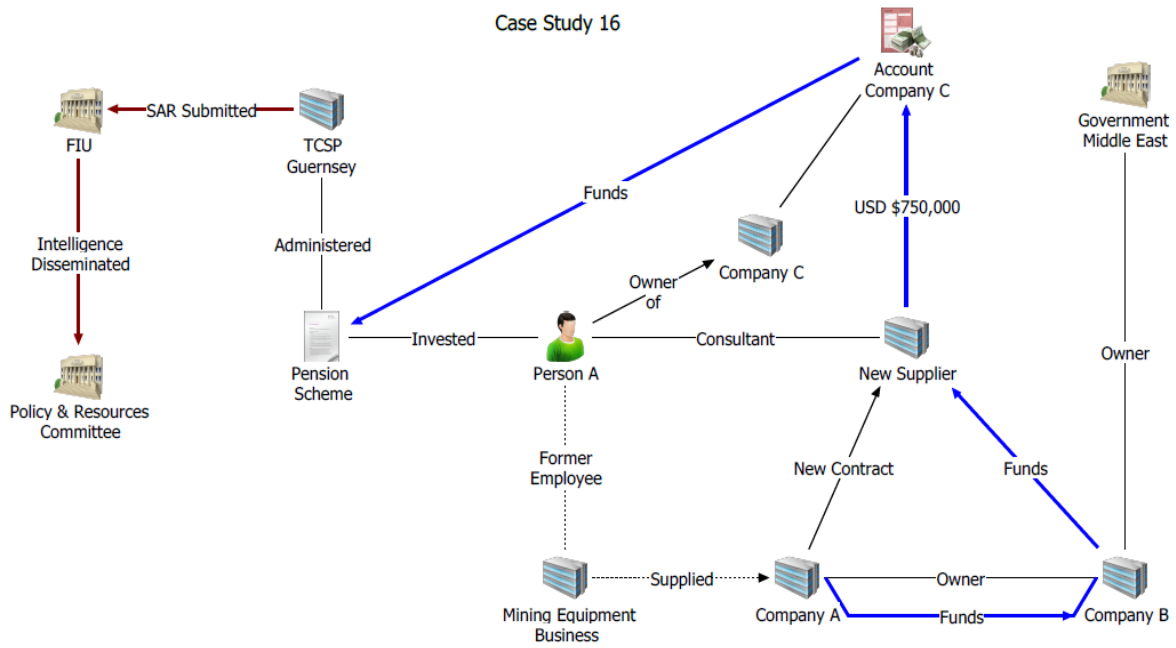 Case Study 16
Account
Company C
SAR Submitted
FIU
TCSP
Guernsey
Government
Middle East
Funds
USD $750,000
Intelligence
Disseminated
Administered
Company C
Owner
of
Invested
Consultant
Owner
Pension
Scheme
Person A
New Supplier
Policy & Resources
Committee
Former
Employee
New Contract
Funds
Supplied
Owner
Mining Equipment
Business
Company A
Funds
Company B